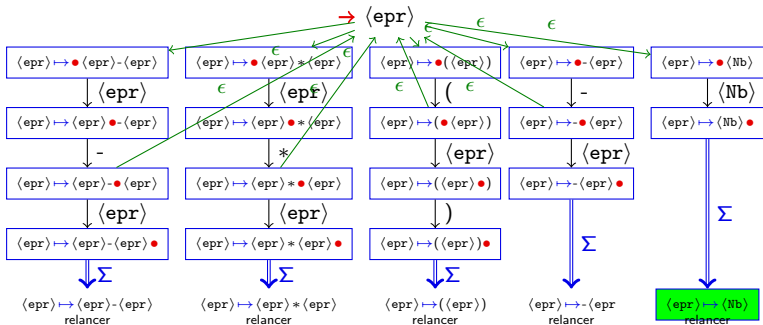 → ⟨epr⟩
ϵ ϵ ϵ
ϵ ϵ
⟨epr⟩↦●⟨epr⟩-⟨epr⟩ ⟨epr⟩↦●⟨epr⟩*⟨epr⟩ ⟨epr⟩↦●(⟨epr⟩) ⟨epr⟩↦●-⟨epr⟩ ⟨epr⟩↦●⟨Nb⟩
ϵ ϵ ϵ ϵ
⟨epr⟩ ⟨epr⟩ ( - ⟨Nb⟩
⟨epr⟩↦⟨epr⟩●-⟨epr⟩ ⟨epr⟩↦⟨epr⟩●*⟨epr⟩ ⟨epr⟩↦(●⟨epr⟩) ⟨epr⟩↦-●⟨epr⟩ ⟨epr⟩↦⟨Nb⟩●
- * ⟨epr⟩ ⟨epr⟩
⟨epr⟩↦⟨epr⟩-●⟨epr⟩ ⟨epr⟩↦⟨epr⟩*●⟨epr⟩ ⟨epr⟩↦(⟨epr⟩●) ⟨epr⟩↦-⟨epr⟩●
⟨epr⟩ ⟨epr⟩ ) Σ
⟨epr⟩↦⟨epr⟩-⟨epr⟩● ⟨epr⟩↦⟨epr⟩*⟨epr⟩● ⟨epr⟩↦(⟨epr⟩)● Σ
Σ Σ Σ
⟨epr⟩↦⟨epr⟩-⟨epr⟩ ⟨epr⟩↦⟨epr⟩*⟨epr⟩ ⟨epr⟩↦(⟨epr⟩) ⟨epr⟩↦-⟨epr ⟨epr⟩↦⟨Nb⟩
relancer relancer relancer relancer relancer